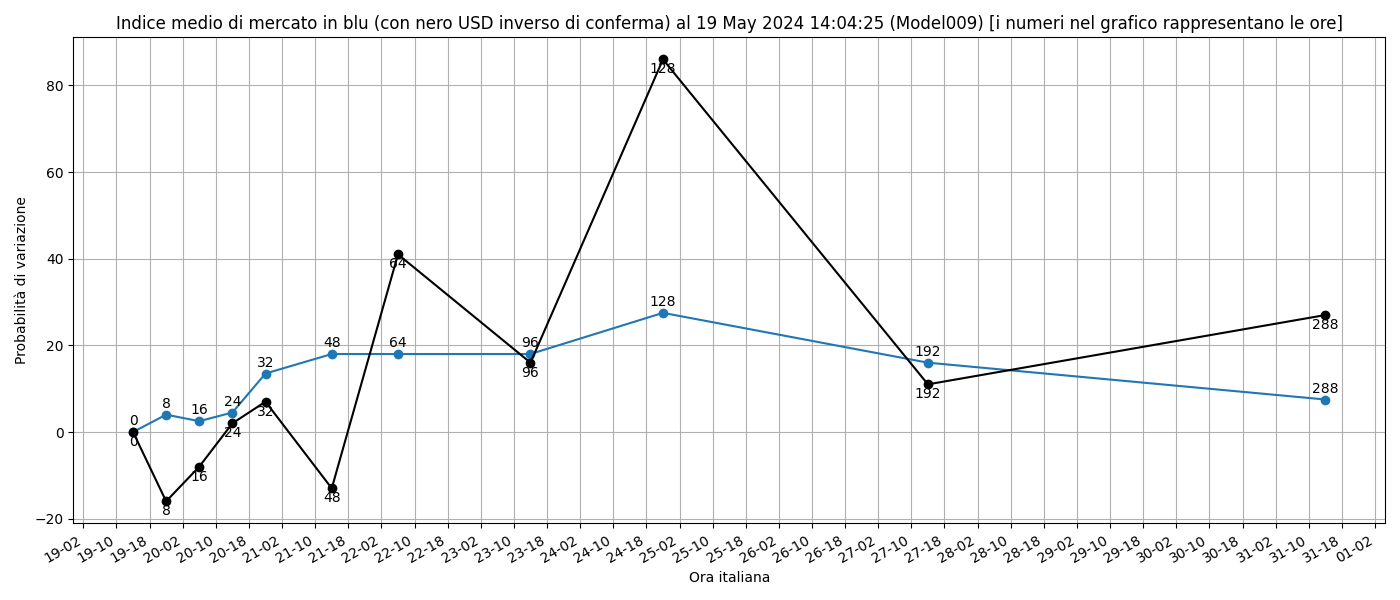 Indice medio di mercato in blu (con nero USD inverso di conferma) al 19 May 2024 14:04:25 (Model009) [i numeri nel grafico rappresentano le ore]
Probabilità di variazione
80
60
40
20
0
−20
0 8 16 24 32 48 64 96 128 192 288
0 8 16 24 32 48 64 96 128 192 288
19-02 19-10 19-18 20-02 20-10 20-18 21-02 21-10 21-18 22-02 22-10 22-18 23-02 23-10 23-18 24-02 24-10 24-18 25-02 25-10 25-18 26-02 26-10 26-18 27-02 27-10 27-18 28-02 28-10 28-18 29-02 29-10 29-18 30-02 30-10 30-18 31-02 31-10 31-18 01-02
Ora italiana